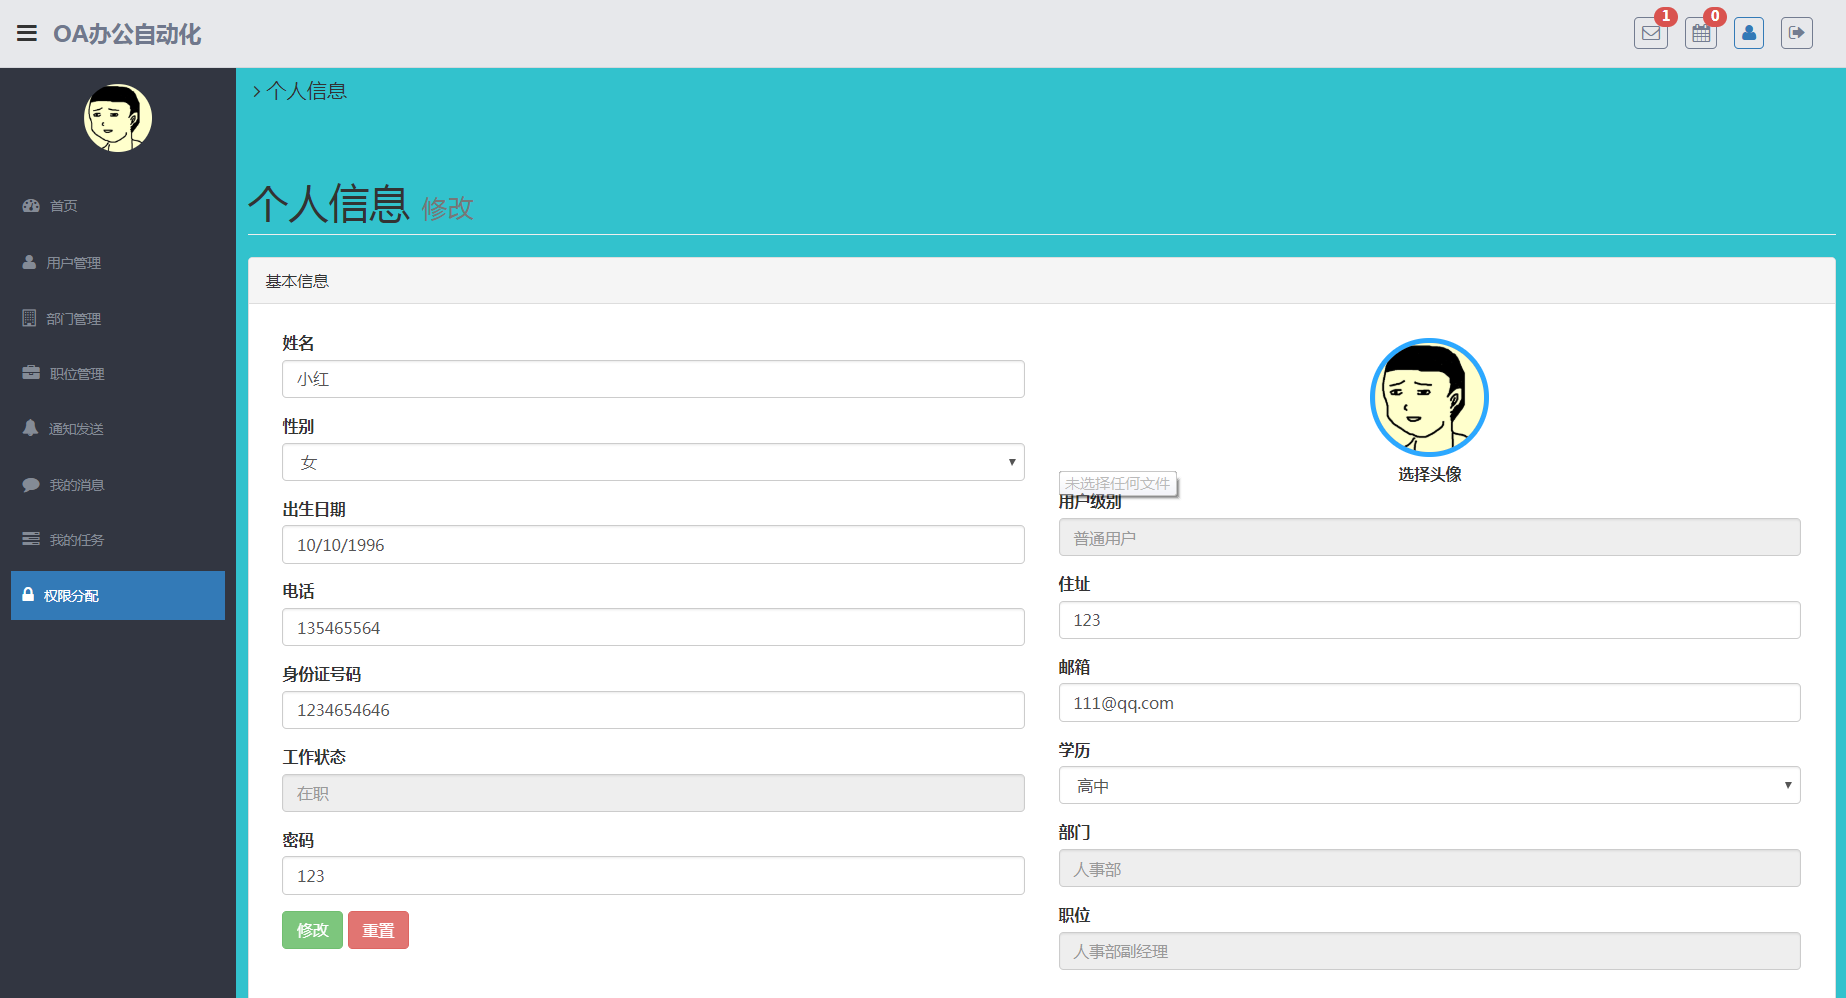 OA办公自动化
1
0
个人信息
首页
用户管理
部门管理
职位管理
通知发送
我的消息
我的任务
权限分配
个人信息 修改
基本信息
姓名
小红
性别
女
出生日期
10/10/1996
电话
135465564
身份证号码
1234654646
工作状态
在职
密码
123
修改 重置
选择头像
未选择任何文件
用户级别
普通用户
住址
123
邮箱
111@qq.com
学历
高中
部门
人事部
职位
人事部副经理